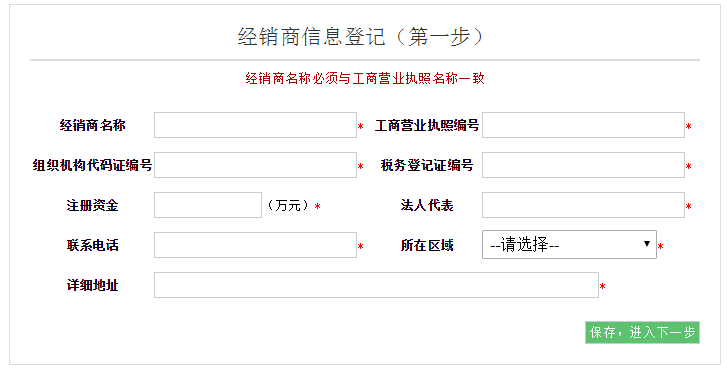 经销商信息登记（第一步）
经销商名称必须与工商营业执照名称一致
经销商名称 * 工商营业执照编号 *
组织机构代码证编号 * 税务登记证编号 *
注册资金 （万元）* 法人代表 *
联系电话 * 所在区域 --请选择-- *
详细地址 *
保存，进入下一步